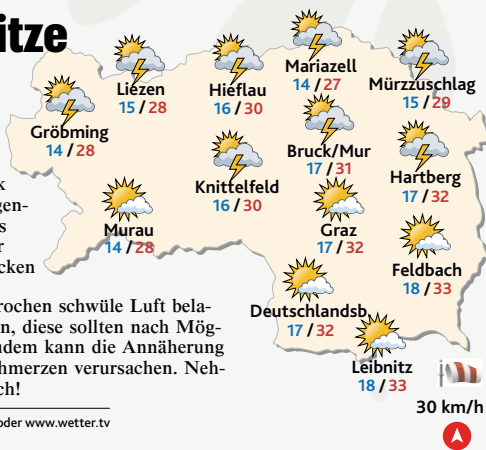 itze
Mariazell
14 / 27
Mürzzuschlag
15 / 29
Liezen
15 / 28
Hieflau
16 / 30
Gröbming
14 / 28
Bruck/Mur
17 / 31
Hartberg
17 / 32
Knittelfeld
16 / 30
Murau
14 / 28
Graz
17 / 32
Feldbach
18 / 33
Deutschlandsb.
17 / 32
Leibnitz
18 / 33
30 km/h
k
gen-
s
r
cken
rochen schwüle Luft bela-
n, diese sollten nach Mög-
udem kann die Annäherung
hmerzen verursachen. Neh-
ch!
oder www.wetter.tv